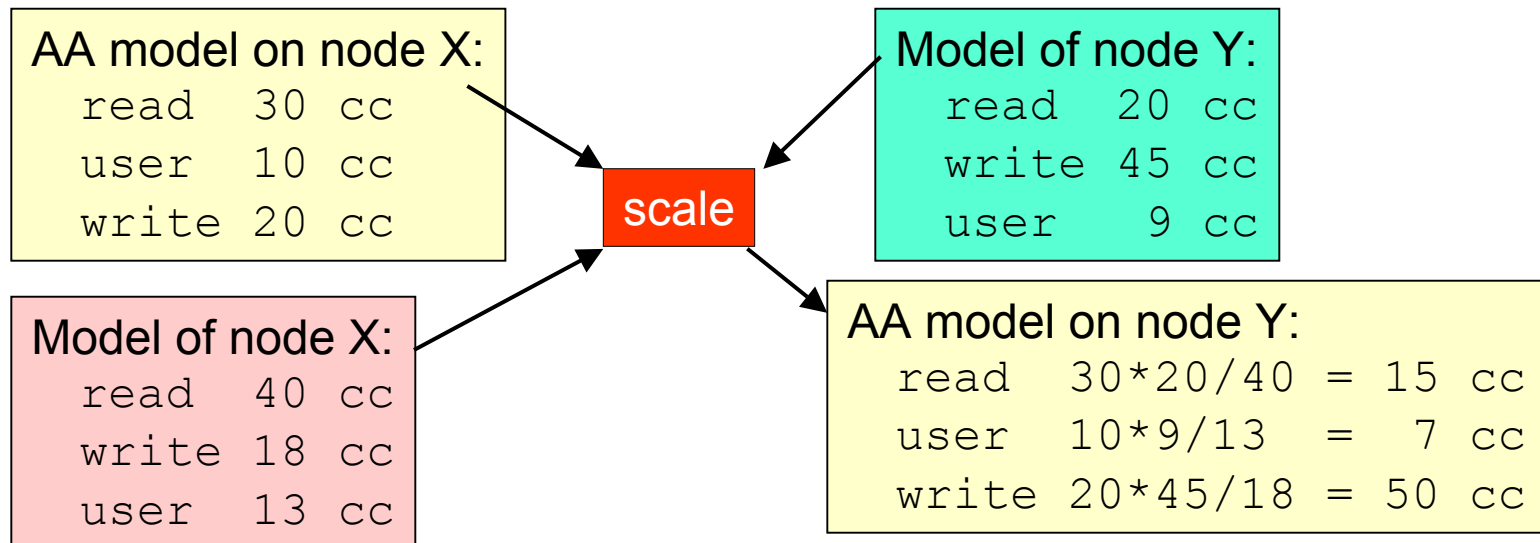 AA model on node X:
read 30 cc
user 10 cc
write 20 cc
Model of node Y:
read 20 cc
write 45 cc
user 9 cc
scale
Model of node X:
read 40 cc
write 18 cc
user 13 cc
AA model on node Y:
read 30*20/40 = 15 cc
user 10*9/13 = 7 cc
write 20*45/18 = 50 cc